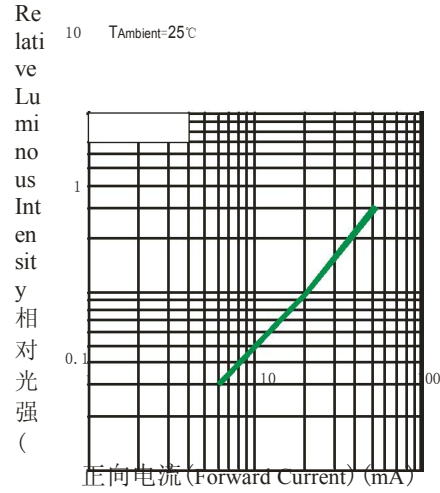 Re
lati
ve
Lu
mi
no
us
Int
en
sit
y
相
对
光
强
(
10 TAmbient=25℃
1
0.1
10
100
正向电流(Forward Current) (mA)